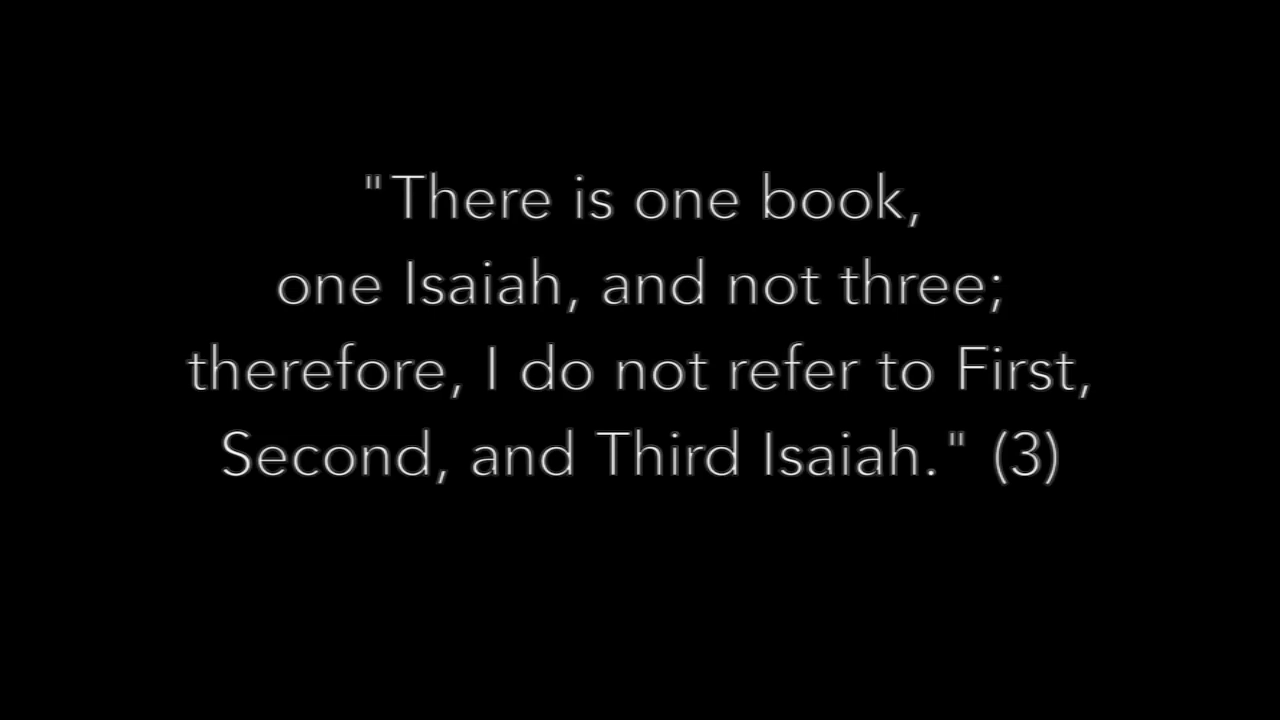 "There is one book,
one Isaiah, and not three;
therefore, I do not refer to First,
Second, and Third Isaiah." (3)